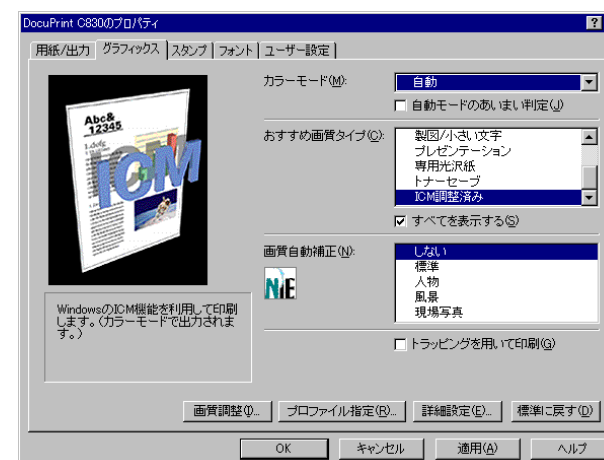 DocuPrint C830のプロパティ
?
用紙/出力 グラフィックス スタンプ フォント ユーザー設定
カラーモード(M): 自動
自動モードのあいまい判定(J)
おすすめ画質タイプ(C): 製図/小さい文字
プレゼンテーション
専用光沢紙
トナーセーブ
ICM調整済み
すべてを表示する(S)
画質自動補正(N): しない
標準
人物
風景
現場写真
NiE
Abc&
12345
ICM
WindowsのICM機能を利用して印刷
します。(カラーモードで出力されま
す。)
トラッピングを用いて印刷(G)
画質調整(I)... プロファイル指定(R)... 詳細設定(E)... 標準に戻す(D)
OK キャンセル 適用(A) ヘルプ